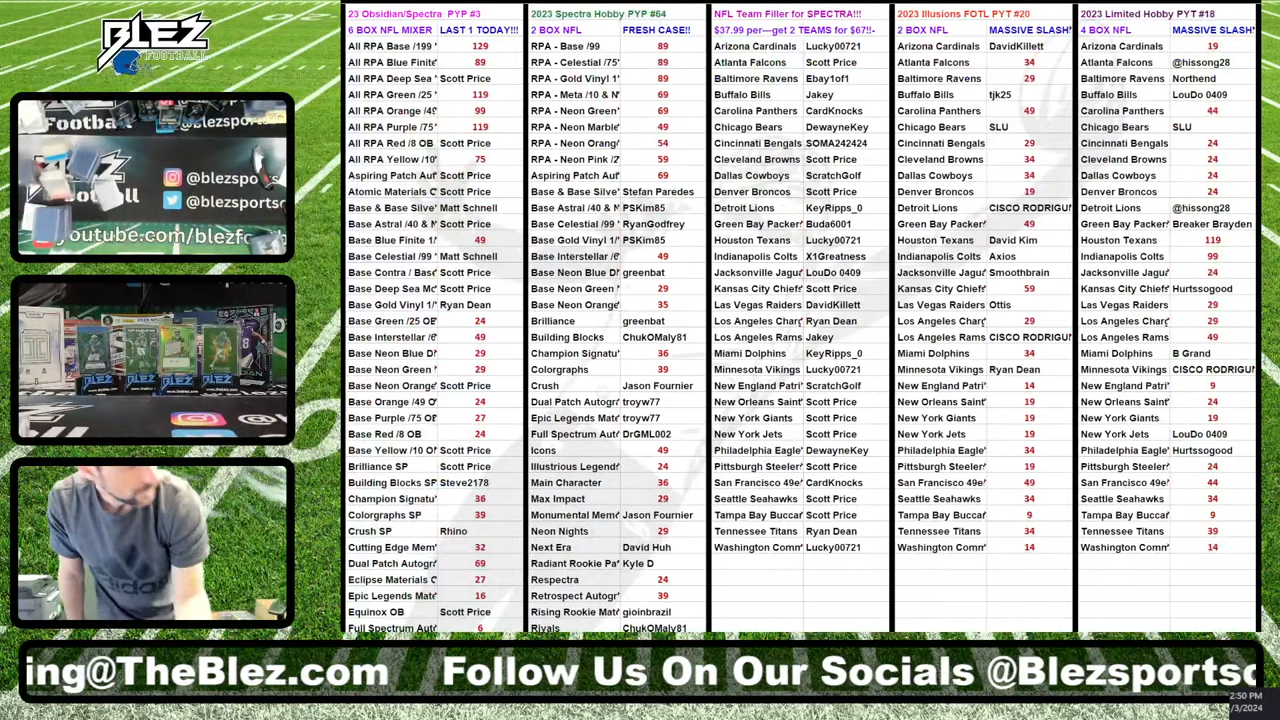 BLEZ
FOOTBALL
Football
@blezspo
@blezsportsc
youtube.com/blezfootb
BLEZ
adidas
23 Obsidian/Spectra PYP #3
6 BOX NFL MIXER LAST 1 TODAY!!!
All RPA Base /199 129
All RPA Blue Finite 89
All RPA Deep Sea Scott Price
All RPA Green /25 119
All RPA Orange /49 99
All RPA Purple /75 119
All RPA Red /8 OB Scott Price
All RPA Yellow /10 75
Aspiring Patch Aut Scott Price
Atomic Materials C Scott Price
Base & Base Silve Matt Schnell
Base Astral /40 & N Scott Price
Base Blue Finite 1/ 49
Base Celestial /99 Matt Schnell
Base Contra / Base Scott Price
Base Deep Sea Mo Scott Price
Base Gold Vinyl 1/ Ryan Dean
Base Green /25 OB 24
Base Interstellar /6 49
Base Neon Blue DI 29
Base Neon Green 29
Base Neon Orange Scott Price
Base Orange /49 O 24
Base Purple /75 OB 27
Base Red /8 OB 24
Base Yellow /10 OB Scott Price
Brilliance SP Scott Price
Building Blocks SP Steve2178
Champion Signatu 36
Colorgraphs SP 39
Crush SP Rhino
Cutting Edge Mem 32
Dual Patch Autogr 69
Eclipse Materials C 27
Epic Legends Mate 16
Equinox OB Scott Price
Full Spectrum Aut 6
2023 Spectra Hobby PYP #64
2 BOX NFL FRESH CASE!!
RPA - Base /99 89
RPA - Celestial /75 89
RPA - Gold Vinyl 1 89
RPA - Meta /10 & N 69
RPA - Neon Green 69
RPA - Neon Marble 49
RPA - Neon Orang 54
RPA - Neon Pink /2 59
Aspiring Patch Aut 69
Base & Base Silve Stefan Paredes
Base Astral /40 & N PSKim85
Base Celestial /99 RyanGodfrey
Base Gold Vinyl 1/ PSKim85
Base Interstellar /6 49
Base Neon Blue DI greenbat
Base Neon Green 29
Base Neon Orange 35
Brilliance greenbat
Building Blocks ChukOMaly81
Champion Signatu 36
Colorgraphs 39
Crush Jason Fournier
Dual Patch Autogr troyw77
Epic Legends Mate troyw77
Full Spectrum Aut DrGML002
Icons 49
Illustrious Legend 24
Main Character 36
Max Impact 29
Monumental Memo Jason Fournier
Neon Nights 29
Next Era David Huh
Radiant Rookie Pa Kyle D
Respectra 24
Retrospect Autogr 39
Rising Rookie Mat gioinbrazil
Rivals ChukOMaly81
NFL Team Filler for SPECTRA!!!
$37.99 per---get 2 TEAMS for $67!!-
Arizona Cardinals Lucky00721
Atlanta Falcons Scott Price
Baltimore Ravens Ebay1of1
Buffalo Bills Jakey
Carolina Panthers CardKnocks
Chicago Bears DewayneKey
Cincinnati Bengals SOMA242424
Cleveland Browns Scott Price
Dallas Cowboys ScratchGolf
Denver Broncos Scott Price
Detroit Lions KeyRipps_0
Green Bay Packer Buda6001
Houston Texans Lucky00721
Indianapolis Colts X1Greatness
Jacksonville Jagu LouDo 0409
Kansas City Chief Scott Price
Las Vegas Raiders DavidKillett
Los Angeles Charg Ryan Dean
Los Angeles Rams Jakey
Miami Dolphins KeyRipps_0
Minnesota Vikings Lucky00721
New England Patri ScratchGolf
New Orleans Saint Scott Price
New York Giants Scott Price
New York Jets Scott Price
Philadelphia Eagle DewayneKey
Pittsburgh Steeler Scott Price
San Francisco 49e CardKnocks
Seattle Seahawks Scott Price
Tampa Bay Buccan Scott Price
Tennessee Titans Ryan Dean
Washington Comm Lucky00721
2023 Illusions FOTL PYT #20
2 BOX NFL MASSIVE SLASH
Arizona Cardinals DavidKillett
Atlanta Falcons 34
Baltimore Ravens 29
Buffalo Bills tjk25
Carolina Panthers 49
Chicago Bears SLU
Cincinnati Bengals 29
Cleveland Browns 34
Dallas Cowboys 34
Denver Broncos 19
Detroit Lions CISCO RODRIGU
Green Bay Packer 49
Houston Texans David Kim
Indianapolis Colts Axios
Jacksonville Jagu Smoothbrain
Kansas City Chief 59
Las Vegas Raiders Ottis
Los Angeles Charg 29
Los Angeles Rams CISCO RODRIGU
Miami Dolphins 34
Minnesota Vikings Ryan Dean
New England Patri 14
New Orleans Saint 19
New York Giants 19
New York Jets 19
Philadelphia Eagle 34
Pittsburgh Steeler 19
San Francisco 49e 49
Seattle Seahawks 34
Tampa Bay Buccan 9
Tennessee Titans 34
Washington Comm 14
2023 Limited Hobby PYT #18
4 BOX NFL MASSIVE SLASH
Arizona Cardinals 19
Atlanta Falcons @hissong28
Baltimore Ravens Northend
Buffalo Bills LouDo 0409
Carolina Panthers 44
Chicago Bears SLU
Cincinnati Bengals 24
Cleveland Browns 24
Dallas Cowboys 24
Denver Broncos 24
Detroit Lions @hissong28
Green Bay Packer Breaker Brayden
Houston Texans 119
Indianapolis Colts 99
Jacksonville Jagu 24
Kansas City Chief Hurtssogood
Las Vegas Raiders 29
Los Angeles Charg 29
Los Angeles Rams 49
Miami Dolphins B Grand
Minnesota Vikings CISCO RODRIGU
New England Patri 9
New Orleans Saint 24
New York Giants 19
New York Jets LouDo 0409
Philadelphia Eagle Hurtssogood
Pittsburgh Steeler 24
San Francisco 49e 44
Seattle Seahawks 34
Tampa Bay Buccan 9
Tennessee Titans 39
Washington Comm 14
ing@TheBlez.com Follow Us On Our Socials @Blezsportsc
2:50 PM
/3/2024